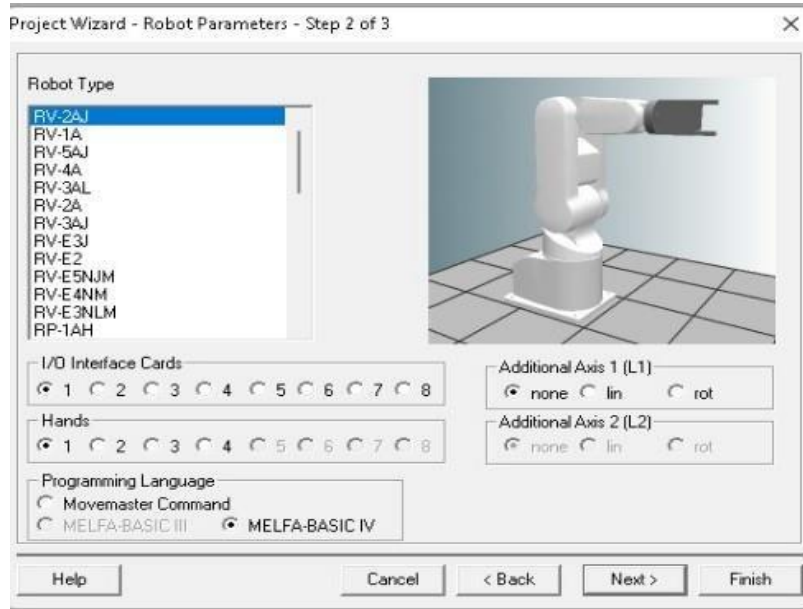 Project Wizard - Robot Parameters - Step 2 of 3
Robot Type
RV-2AJ
RV-1A
RV-5AJ
RV-4A
RV-3AL
RV-2A
RV-3AJ
RV-E3J
RV-E2
RV-E5NJM
RV-E4NM
RV-E3NLM
RP-1AH
I/O Interface Cards
1 2 3 4 5 6 7 8
Additional Axis 1 (L1)
none lin rot
Hands
1 2 3 4 5 6 7 8
Additional Axis 2 (L2)
none lin rot
Programming Language
Movemaster Command
MELFA-BASIC III MELFA-BASIC IV
Help Cancel < Back Next > Finish